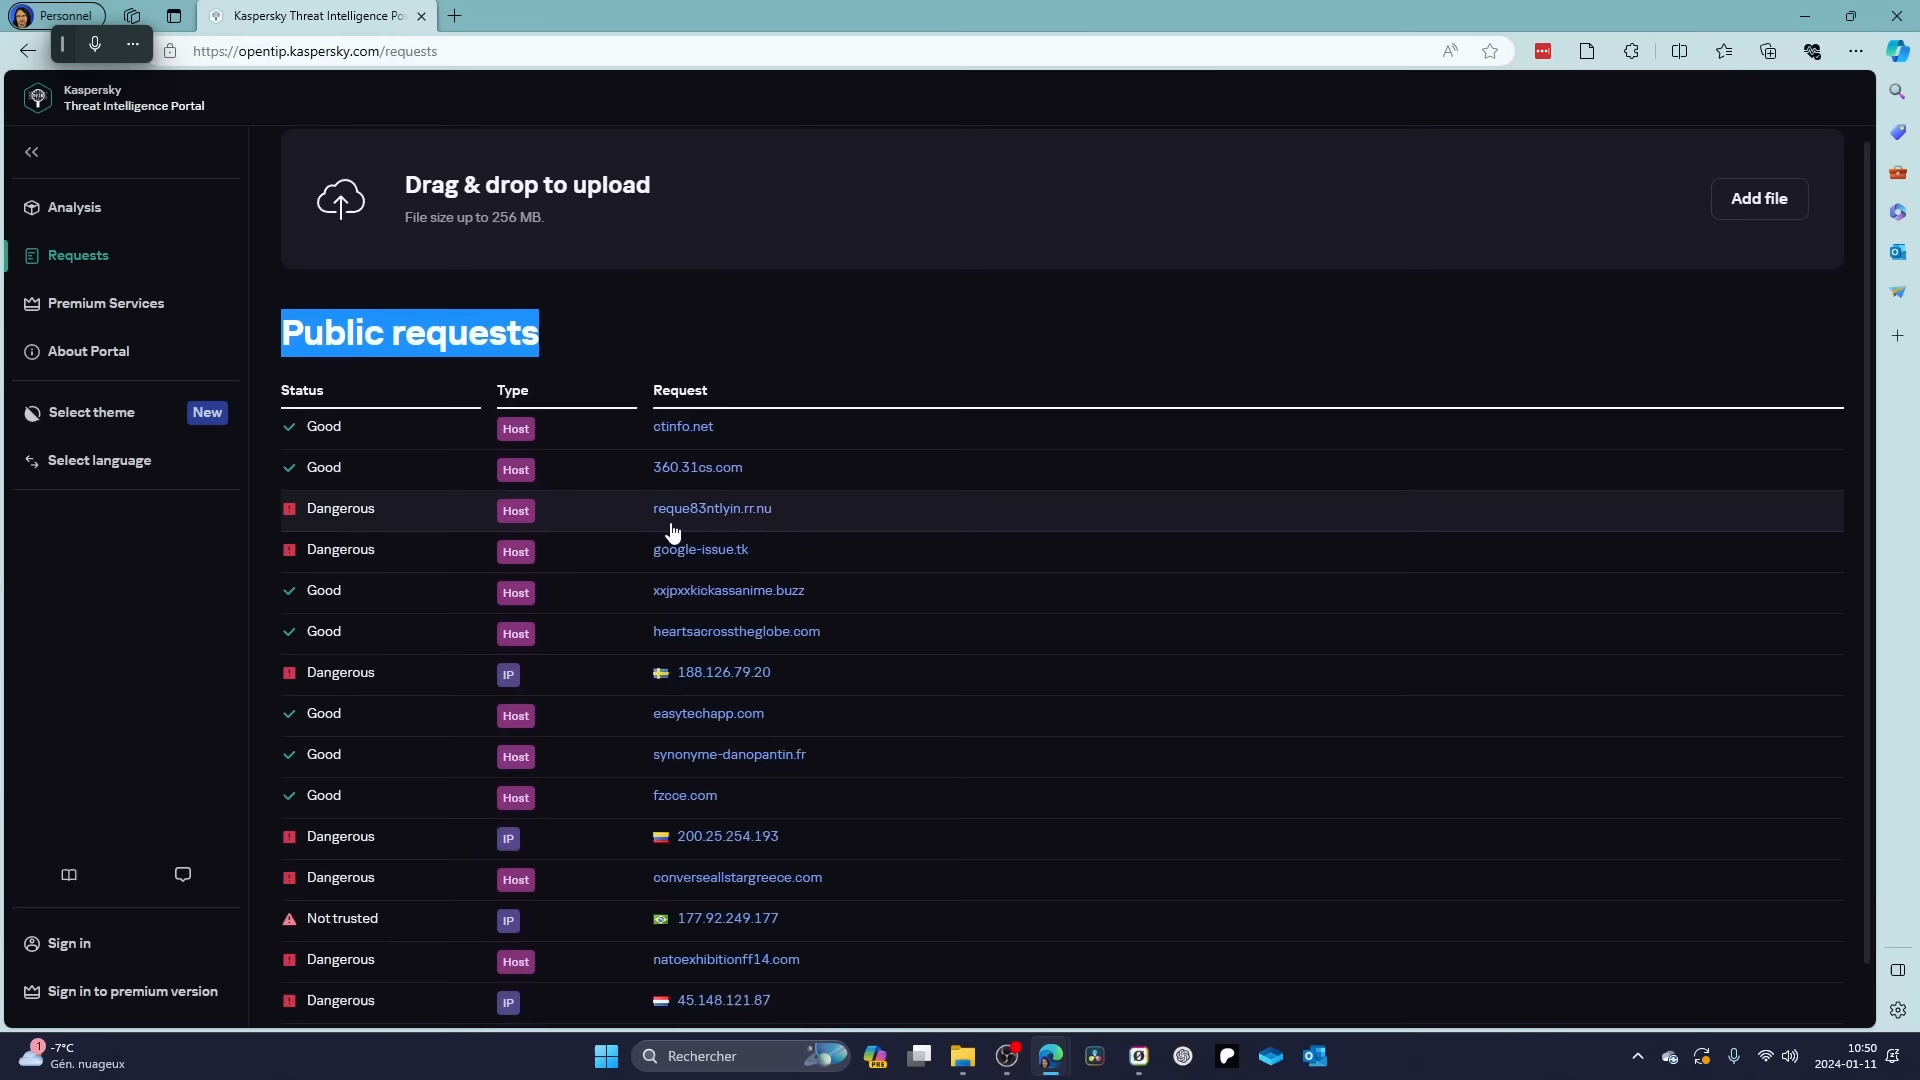 Personnel
Kaspersky Threat Intelligence Po
https://opentip.kaspersky.com/requests
Kaspersky
Threat Intelligence Portal
Analysis
Requests
Premium Services
About Portal
Select theme
New
Select language
Sign in
Sign in to premium version
Drag & drop to upload
File size up to 256 MB.
Add file
Public requests
Status Type Request
Good Host ctinfo.net
Good Host 360.31cs.com
Dangerous Host reque83ntlyin.rr.nu
Dangerous Host google-issue.tk
Good Host xxjpxxkickassanime.buzz
Good Host heartsacrosstheglobe.com
Dangerous IP 188.126.79.20
Good Host easytechapp.com
Good Host synonyme-danopantin.fr
Good Host fzcce.com
Dangerous IP 200.25.254.193
Dangerous Host converseallstargreece.com
Not trusted IP 177.92.249.177
Dangerous Host natoexhibitionff14.com
Dangerous IP 45.148.121.87
1
-7°C
Gén. nuageux
Rechercher
PRE
10:50
2024-01-11